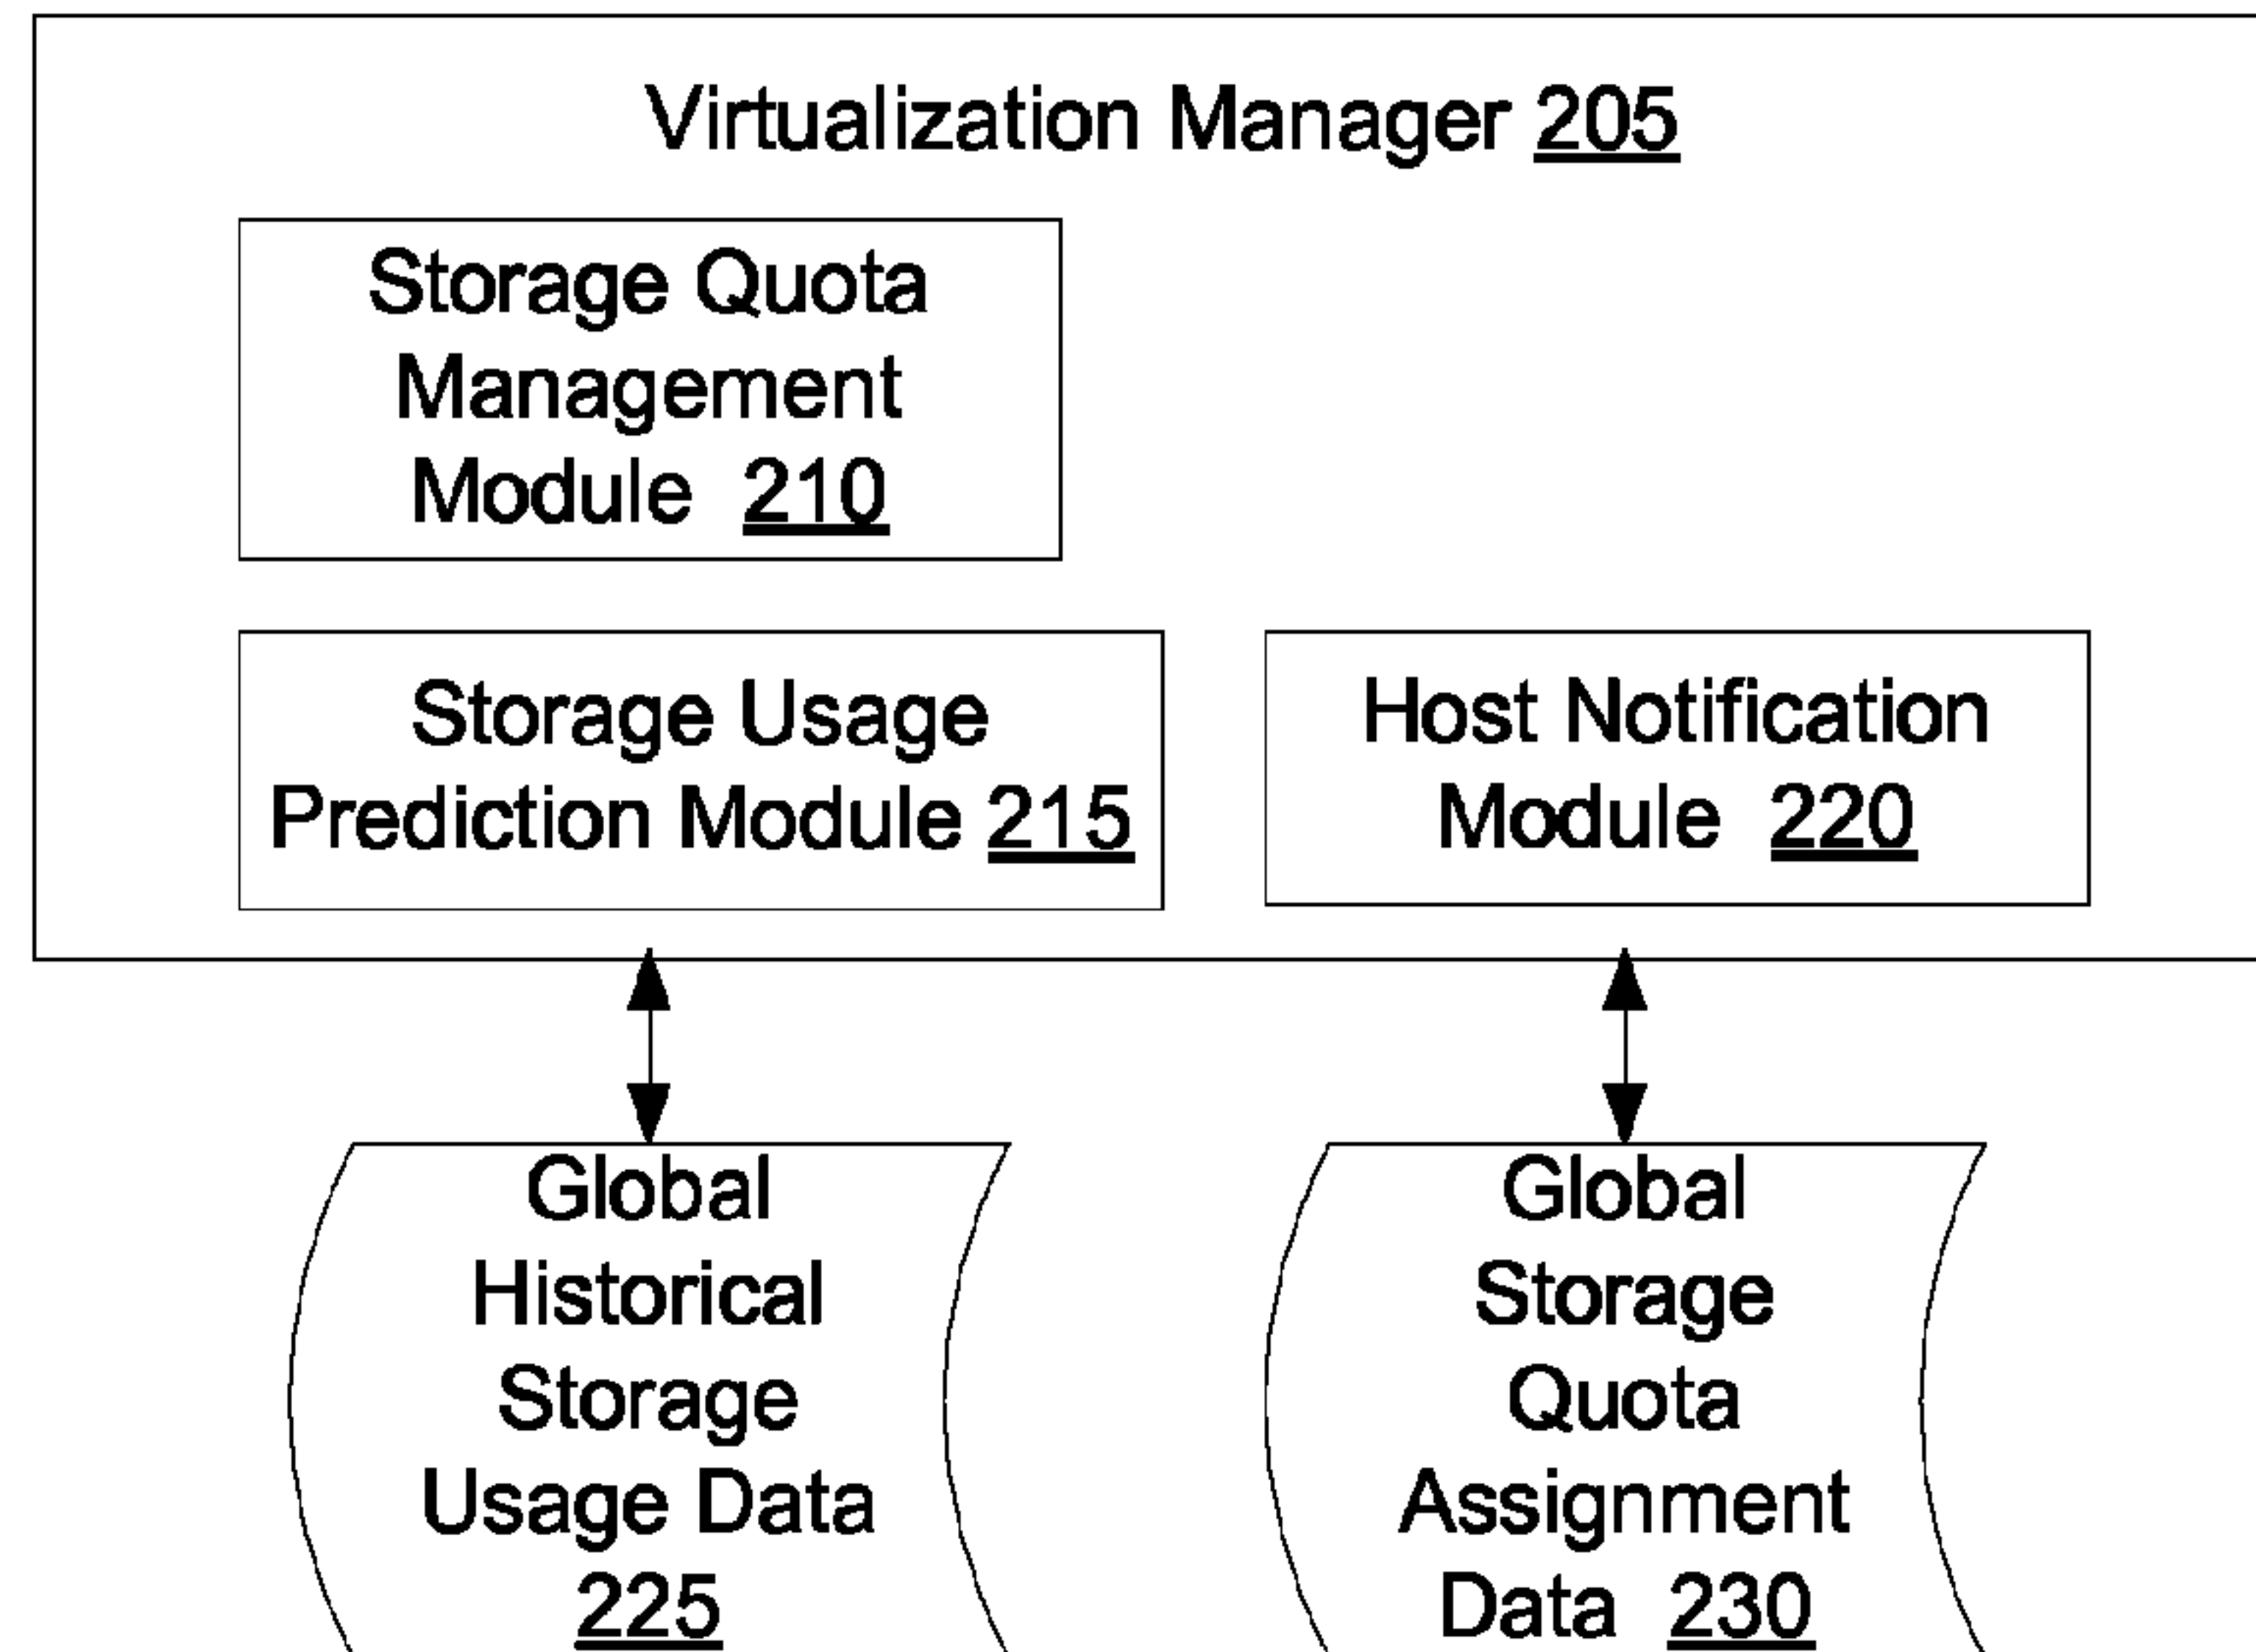 Virtualization Manager 205
Storage Quota
Management
Module 210
Storage Usage
Prediction Module 215
Host Notification
Module 220
Global
Historical
Storage
Usage Data
225
Global
Storage
Quota
Assignment
Data 230